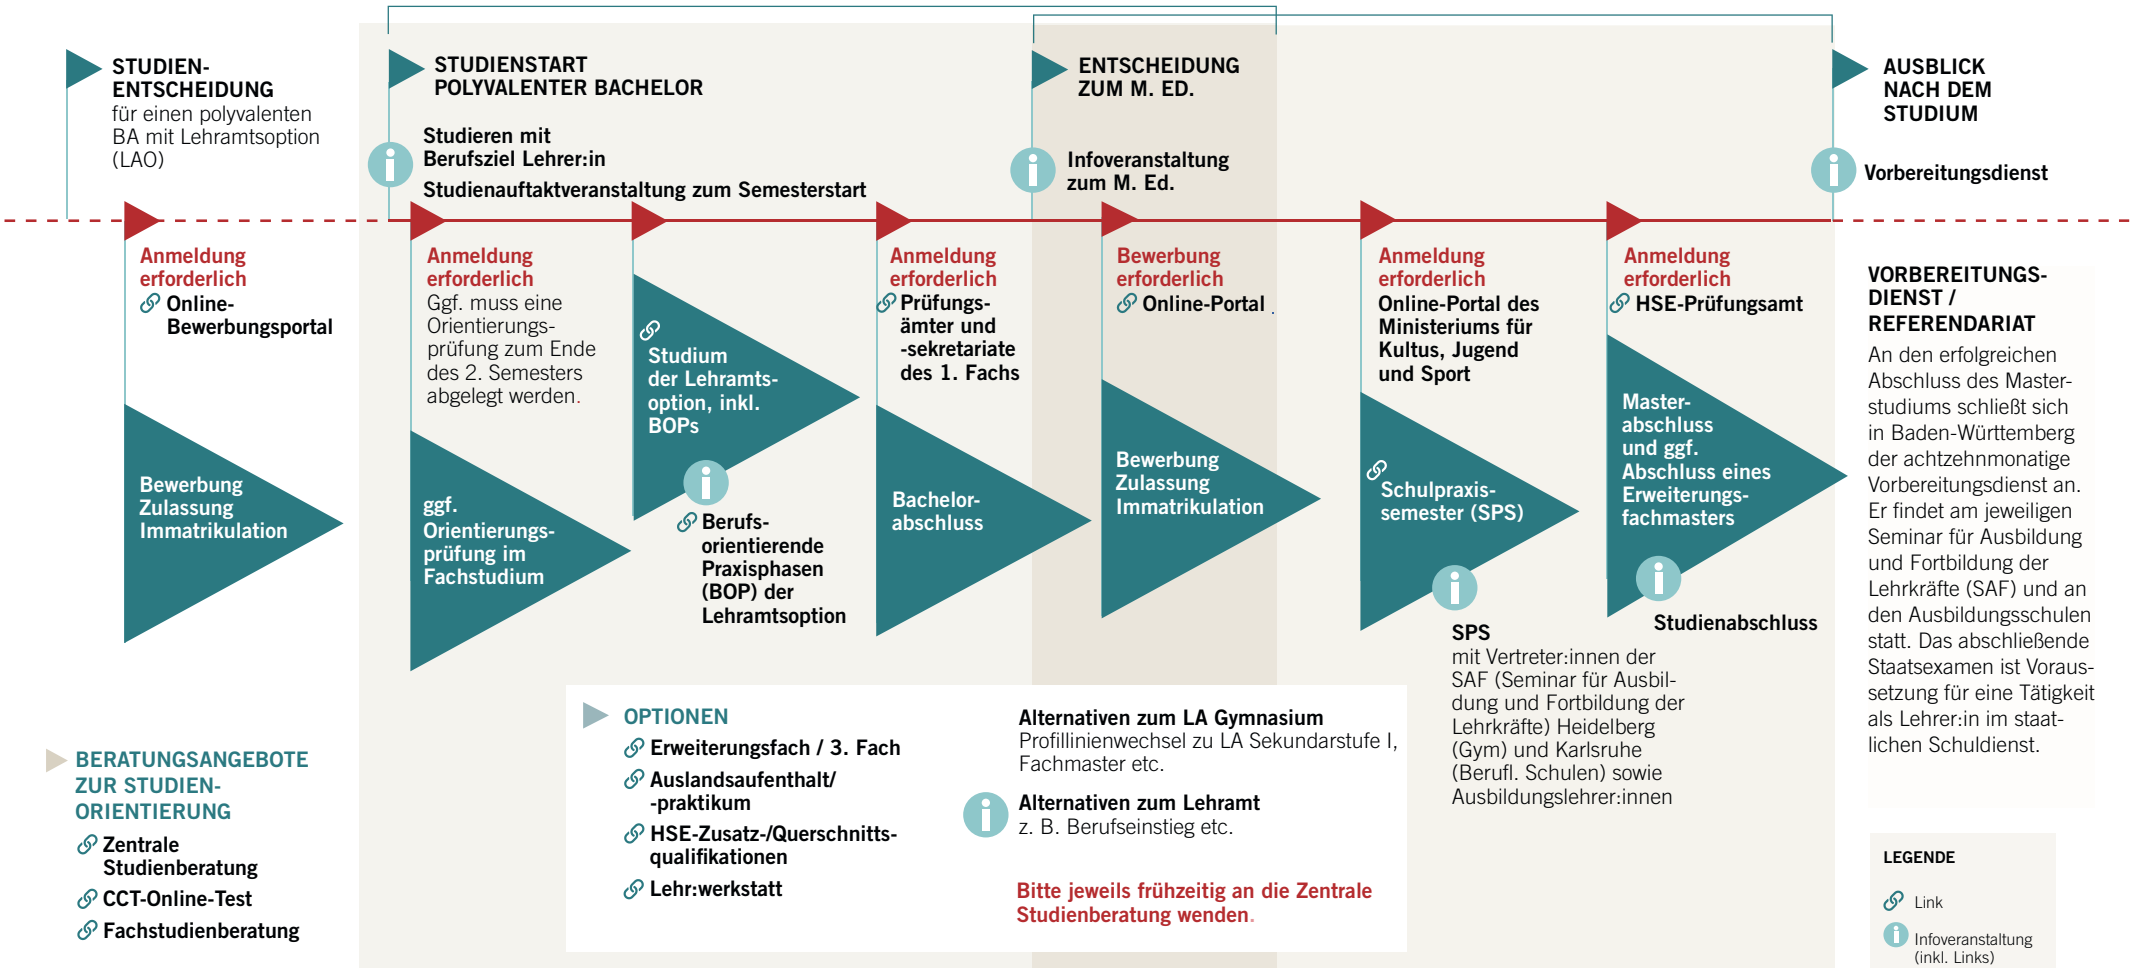 STUDIEN-
ENTSCHEIDUNG
für einen polyvalenten
BA mit Lehramtsoption
(LAO)
STUDIENSTART
POLYVALENTER BACHELOR
Studieren mit
Berufsziel Lehrer:in
Studienauftaktveranstaltung zum Semesterstart
ENTSCHEIDUNG
ZUM M. ED.
Infoveranstaltung
zum M. Ed.
AUSBLICK
NACH DEM
STUDIUM
Vorbereitungsdienst
Anmeldung
erforderlich
Online-
Bewerbungsportal
Bewerbung
Zulassung
Immatrikulation
Anmeldung
erforderlich
Ggf. muss eine
Orientierungs-
prüfung zum Ende
des 2. Semesters
abgelegt werden.
ggf.
Orientierungs-
prüfung im
Fachstudium
Studium
der Lehramts-
option, inkl.
BOPs
Berufs-
orientierende
Praxisphasen
(BOP) der
Lehramtsoption
Anmeldung
erforderlich
Prüfungs-
ämter und
-sekretariate
des 1. Fachs
Bachelor-
abschluss
Bewerbung
erforderlich
Online-Portal
Bewerbung
Zulassung
Immatrikulation
Anmeldung
erforderlich
Online-Portal des
Ministeriums für
Kultus, Jugend
und Sport
Schulpraxis-
semester (SPS)
SPS
mit Vertreter:innen der
SAF (Seminar für Ausbil-
dung und Fortbildung der
Lehrkräfte) Heidelberg
(Gym) und Karlsruhe
(Berufl. Schulen) sowie
Ausbildungslehrer:innen
Anmeldung
erforderlich
HSE-Prüfungsamt
Master-
abschluss
und ggf.
Abschluss eines
Erweiterungs-
fachmasters
Studienabschluss
VORBEREITUNGS-
DIENST /
REFERENDARIAT
An den erfolgreichen
Abschluss des Master-
studiums schließt sich
in Baden-Württemberg
der achtzehnmonatige
Vorbereitungsdienst an.
Er findet am jeweiligen
Seminar für Ausbildung
und Fortbildung der
Lehrkräfte (SAF) und an
den Ausbildungsschulen
statt. Das abschließende
Staatsexamen ist Voraus-
setzung für eine Tätigkeit
als Lehrer:in im staat-
lichen Schuldienst.
BERATUNGSANGEBOTE
ZUR STUDIEN-
ORIENTIERUNG
Zentrale
Studienberatung
CCT-Online-Test
Fachstudienberatung
OPTIONEN
Erweiterungsfach / 3. Fach
Auslandsaufenthalt/
-praktikum
HSE-Zusatz-/Querschnitts-
qualifikationen
Lehr:werkstatt
Alternativen zum LA Gymnasium
Profillinienwechsel zu LA Sekundarstufe I,
Fachmaster etc.
Alternativen zum Lehramt
z. B. Berufseinstieg etc.
Bitte jeweils frühzeitig an die Zentrale
Studienberatung wenden.
LEGENDE
Link
Infoveranstaltung
(inkl. Links)